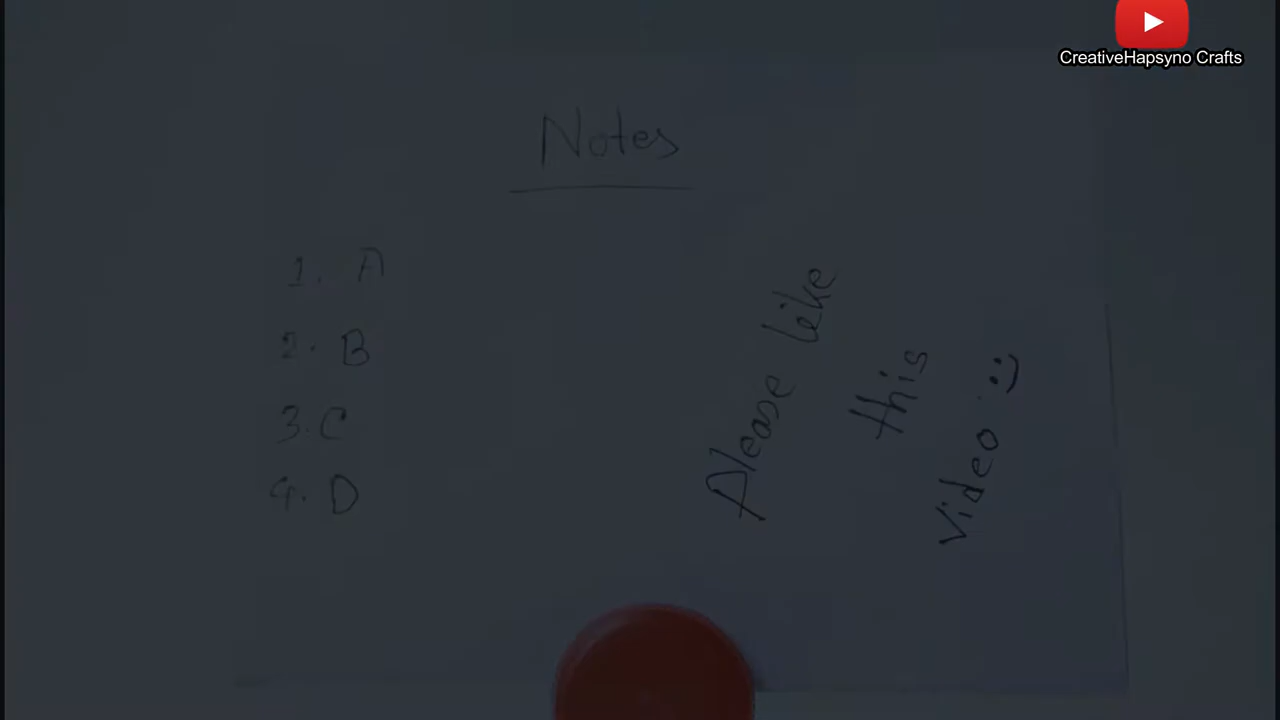 CreativeHapsyno Crafts
Notes
1. A
2. B
3. C
4. D
Please like
this
Video :)